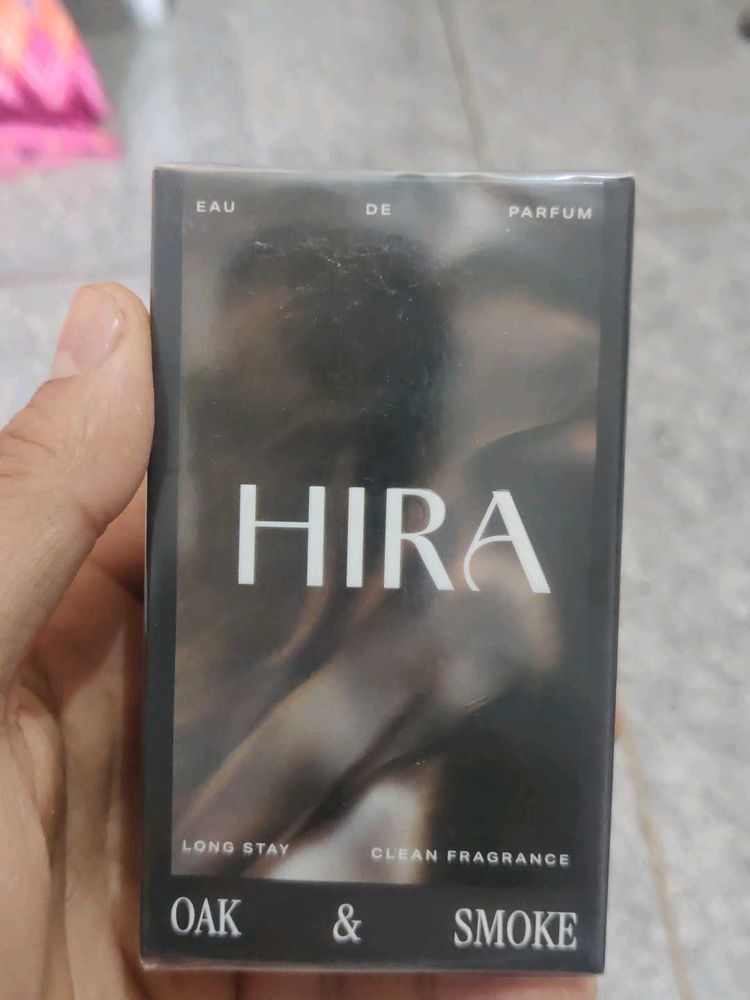 EAU DE PARFUM
HIRA
LONG STAY CLEAN FRAGRANCE
OAK & SMOKE